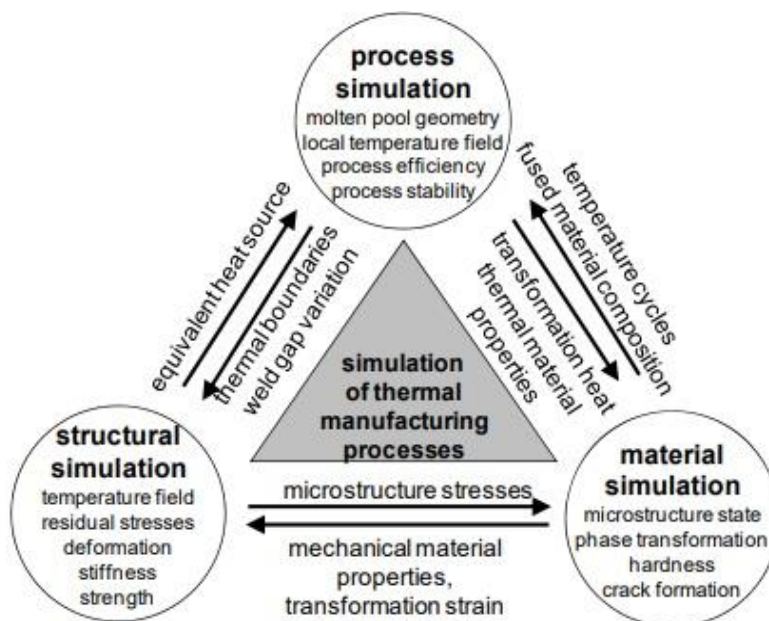 process
simulation
molten pool geometry
local temperature field
process efficiency
process stability
equivalent heat source
thermal boundaries
weld gap variation
temperature cycles
fused material composition
transformation heat
thermal material
properties
simulation
of thermal
manufacturing
processes
structural
simulation
temperature field
residual stresses
deformation
stiffness
strength
microstructure stresses
mechanical material
properties,
transformation strain
material
simulation
microstructure state
phase transformation
hardness
crack formation